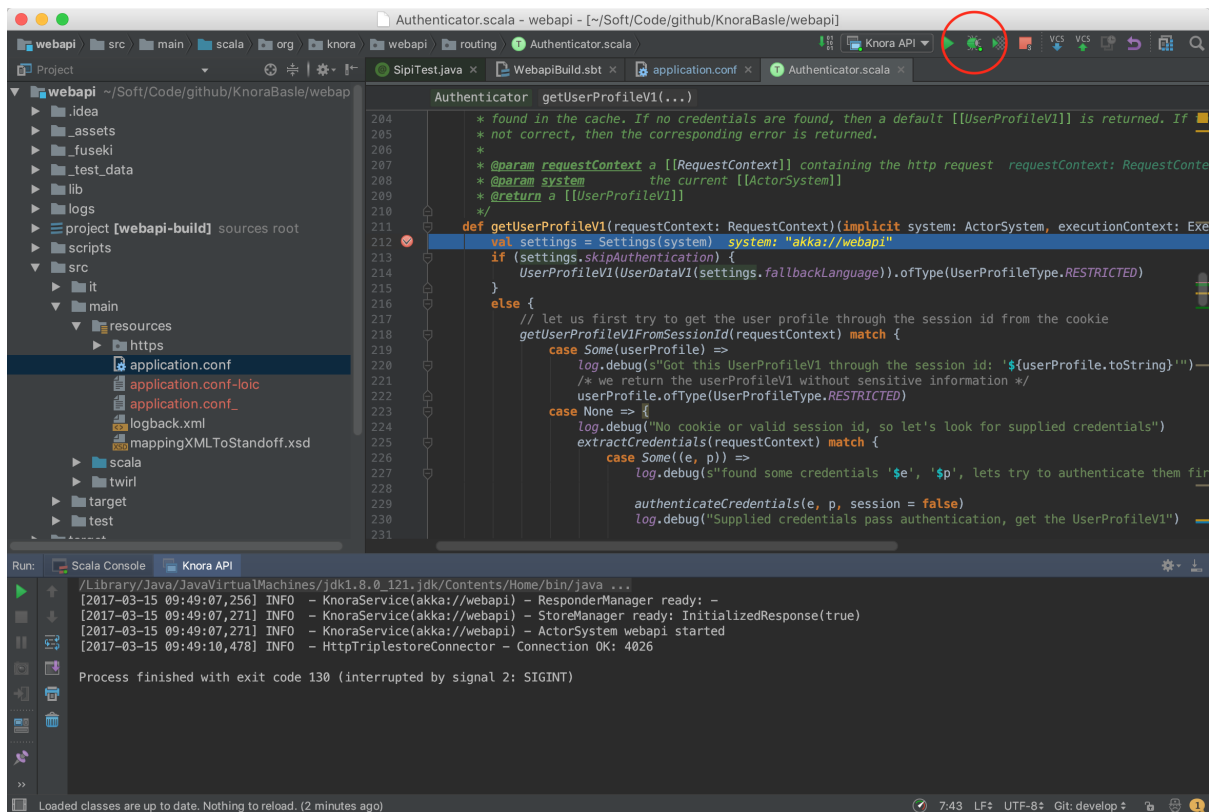 Authenticator.scala - webapi - [~/Soft/Code/github/KnoraBasle/webapi]
webapi src main scala org knora webapi routing Authenticator.scala
Knora API
VCS VCS
Project
SipiTest.java WebapiBuild.sbt application.conf Authenticator.scala
webapi ~/Soft/Code/github/KnoraBasle/webap
.idea
_assets
_fuseki
_test_data
lib
logs
project [webapi-build] sources root
scripts
src
it
main
resources
https
application.conf
application.conf-loic
application.conf_
logback.xml
mappingXMLToStandoff.xsd
scala
twirl
target
test
Authenticator getUserProfileV1(...)
204 * found in the cache. If no credentials are found, then a default [[UserProfileV1]] is returned. If
205 * not correct, then the corresponding error is returned.
206 *
207 * @param requestContext a [[RequestContext]] containing the http request requestContext: RequestConte
208 * @param system the current [[ActorSystem]]
209 * @return a [[UserProfileV1]]
210 */
211 def getUserProfileV1(requestContext: RequestContext)(implicit system: ActorSystem, executionContext: Exe
212 val settings = Settings(system) system: "akka://webapi"
213 if (settings.skipAuthentication) {
214 UserProfileV1(UserDataV1(settings.fallbackLanguage)).ofType(UserProfileType.RESTRICTED)
215 }
216 else {
217 // let us first try to get the user profile through the session id from the cookie
218 getUserProfileV1FromSessionId(requestContext) match {
219 case Some(userProfile) =>
220 log.debug(s"Got this UserProfileV1 through the session id: '${userProfile.toString}'")
221 /* we return the userProfileV1 without sensitive information */
222 userProfile.ofType(UserProfileType.RESTRICTED)
223 case None => {
224 log.debug("No cookie or valid session id, so let's look for supplied credentials")
225 extractCredentials(requestContext) match {
226 case Some((e, p)) =>
227 log.debug(s"found some credentials '$e', '$p', lets try to authenticate them fir
228
229 authenticateCredentials(e, p, session = false)
230 log.debug("Supplied credentials pass authentication, get the UserProfileV1")
231
Run: Scala Console Knora API
/Library/Java/JavaVirtualMachines/jdk1.8.0_121.jdk/Contents/Home/bin/java ...
[2017-03-15 09:49:07,256] INFO - KnoraService(akka://webapi) - ResponderManager ready: -
[2017-03-15 09:49:07,271] INFO - KnoraService(akka://webapi) - StoreManager ready: InitializedResponse(true)
[2017-03-15 09:49:07,271] INFO - KnoraService(akka://webapi) - ActorSystem webapi started
[2017-03-15 09:49:10,478] INFO - HttpTriplestoreConnector - Connection OK: 4026
Process finished with exit code 130 (interrupted by signal 2: SIGINT)
Loaded classes are up to date. Nothing to reload. (2 minutes ago)
7:43 LF UTF-8 Git: develop 1